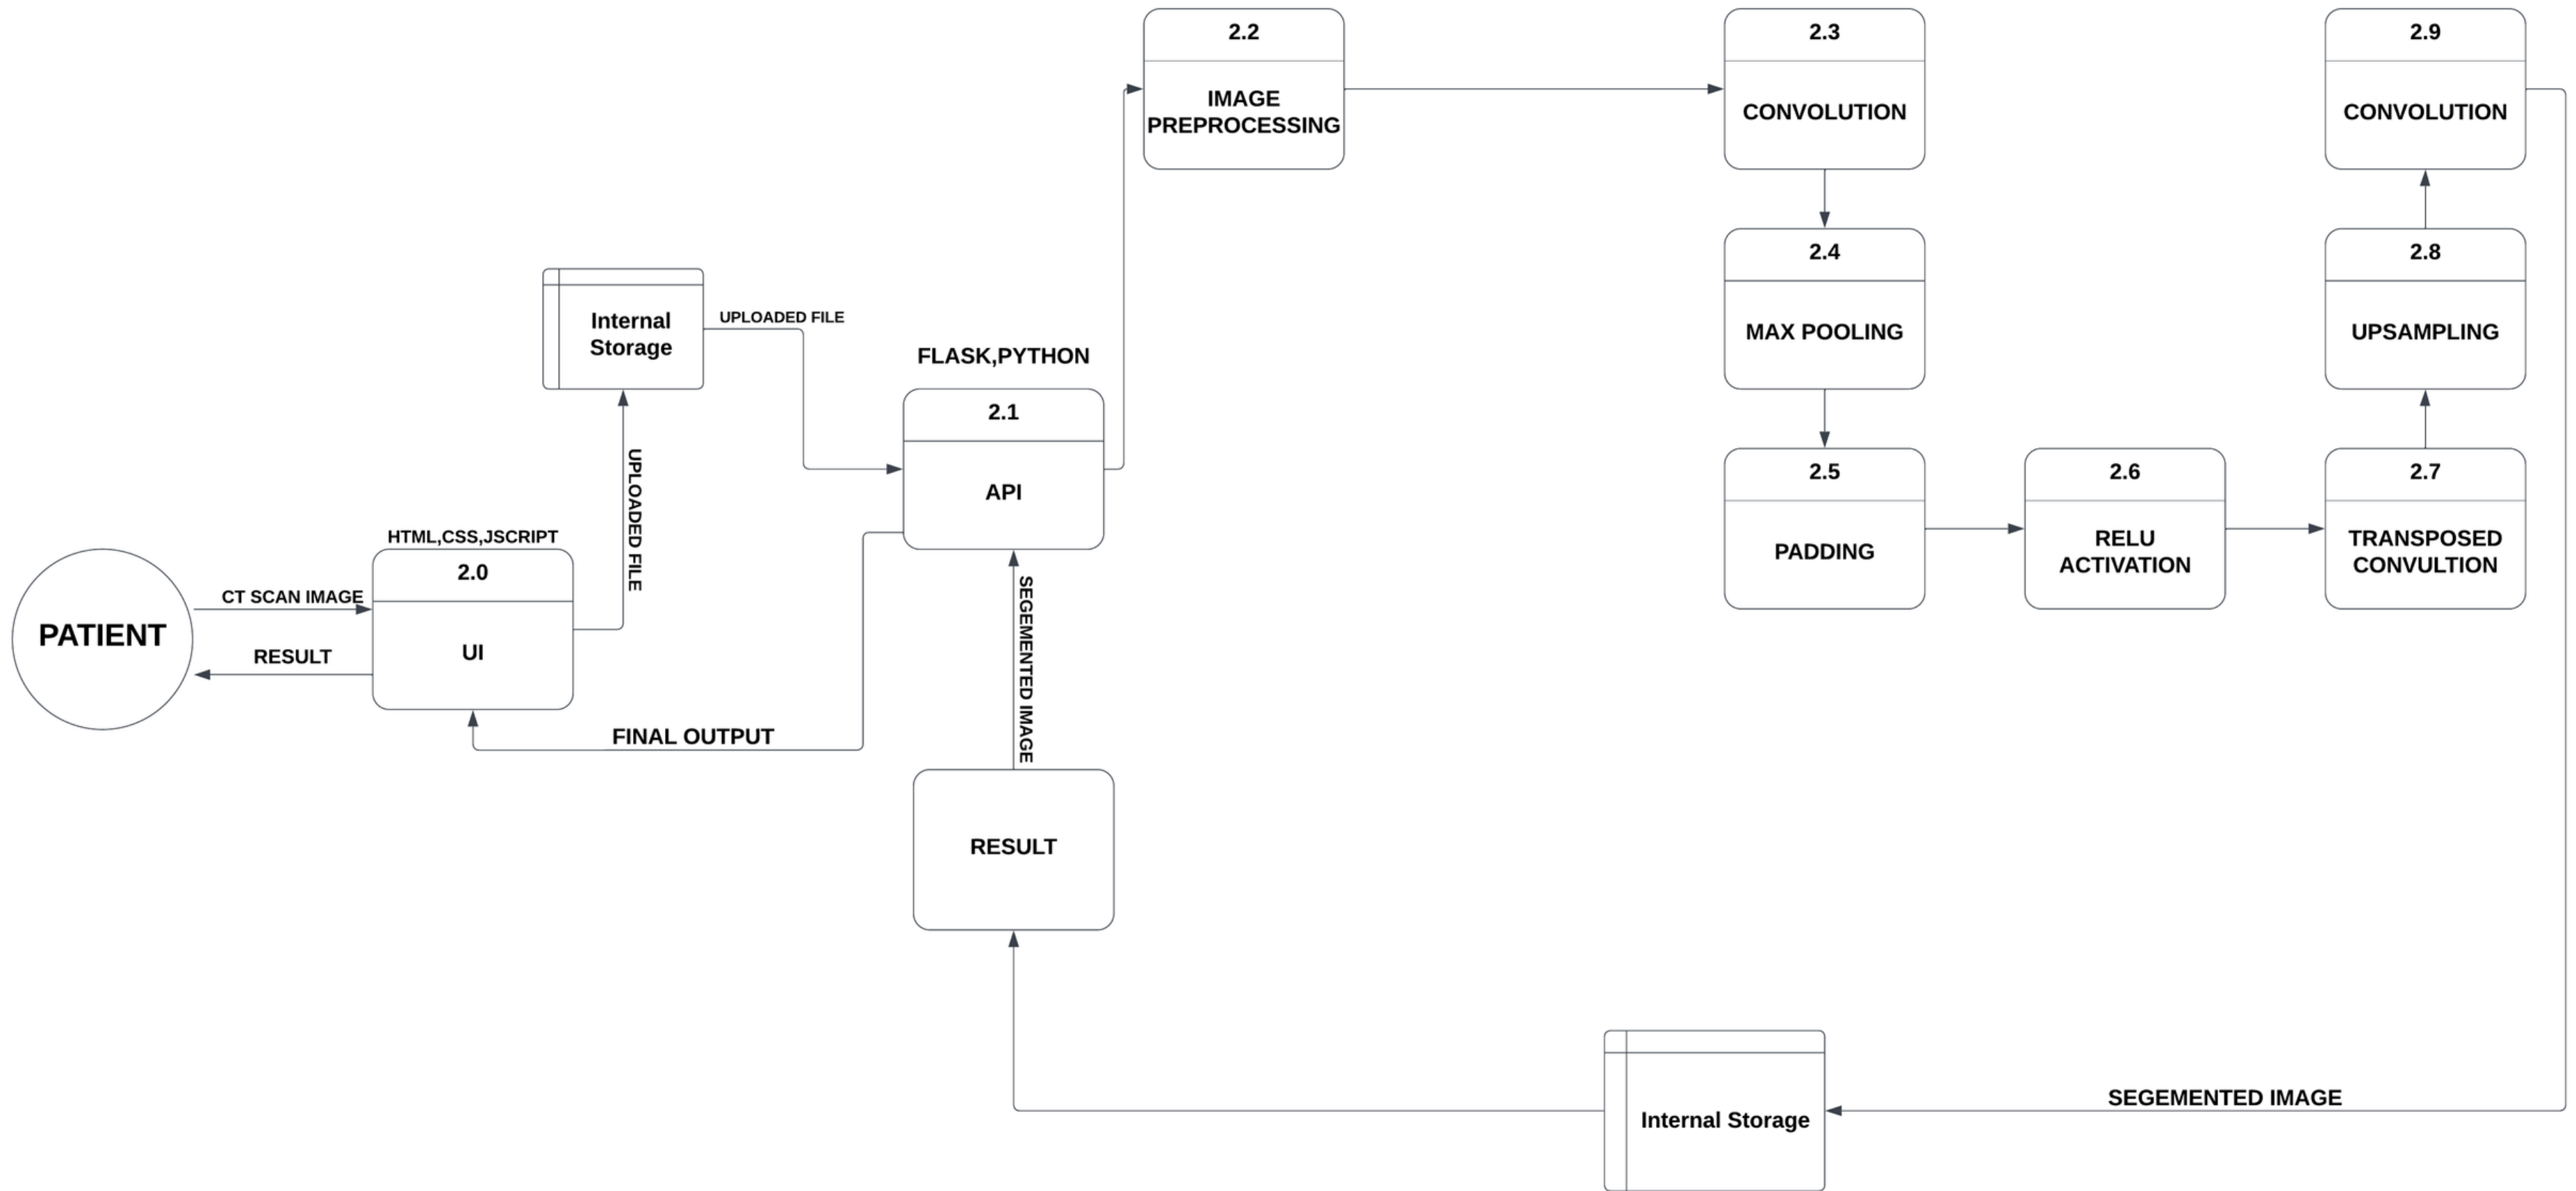 2.2
IMAGE
PREPROCESSING
2.3
CONVOLUTION
2.9
CONVOLUTION
2.4
MAX POOLING
2.8
UPSAMPLING
Internal
Storage
UPLOADED FILE
UPLOADED FILE
FLASK,PYTHON
2.1
API
2.5
PADDING
2.6
RELU
ACTIVATION
2.7
TRANSPOSED
CONVULTION
HTML,CSS,JSCRIPT
2.0
UI
PATIENT
CT SCAN IMAGE
RESULT
FINAL OUTPUT
SEGEMENTED IMAGE
RESULT
Internal Storage
SEGEMENTED IMAGE